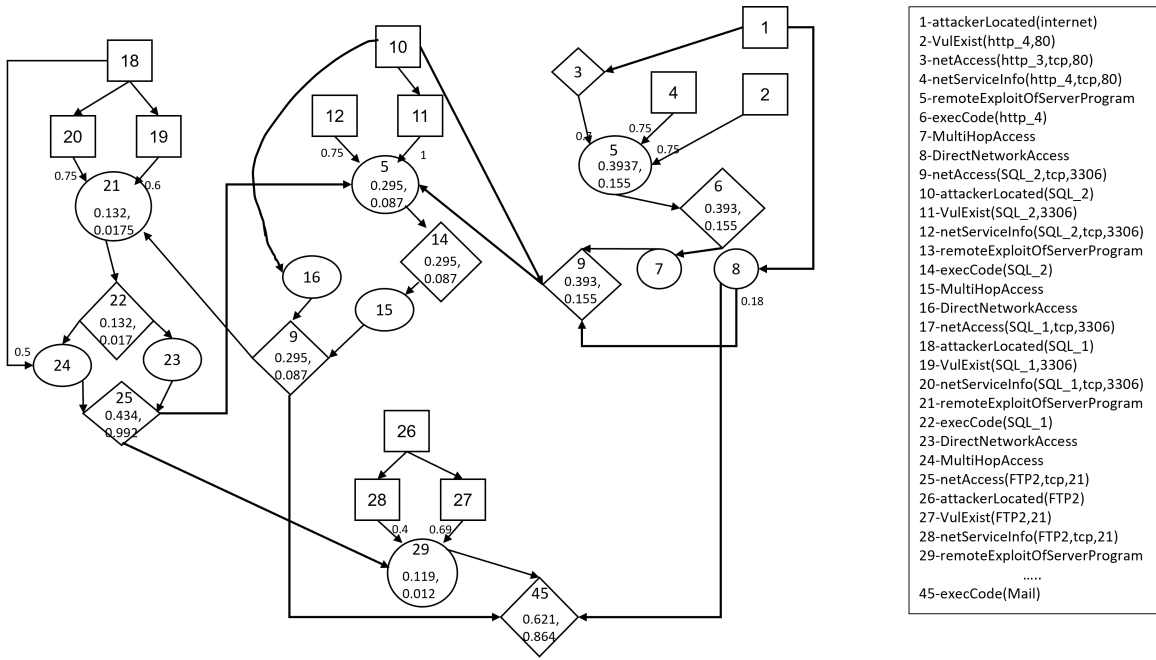 1
10
18
3
4
2
12
11
20
19
0.75
0.75
0.75
1
0.75
0.6
5
0.3937,
0.155
5
0.295,
0.087
21
0.132,
0.0175
6
0.393,
0.155
14
0.295,
0.087
16
9
0.393,
0.155
7
8
0.18
22
0.132,
0.017
15
0.5
24
23
9
0.295,
0.087
25
0.434,
0.992
26
28
27
0.4
0.69
29
0.119,
0.012
45
0.621,
0.864
1-attackerLocated(internet)
2-VulExist(http_4,80)
3-netAccess(http_3,tcp,80)
4-netServiceInfo(http_4,tcp,80)
5-remoteExploitOfServerProgram
6-execCode(http_4)
7-MultiHopAccess
8-DirectNetworkAccess
9-netAccess(SQL_2,tcp,3306)
10-attackerLocated(SQL_2)
11-VulExist(SQL_2,3306)
12-netServiceInfo(SQL_2,tcp,3306)
13-remoteExploitOfServerProgram
14-execCode(SQL_2)
15-MultiHopAccess
16-DirectNetworkAccess
17-netAccess(SQL_1,tcp,3306)
18-attackerLocated(SQL_1)
19-VulExist(SQL_1,3306)
20-netServiceInfo(SQL_1,tcp,3306)
21-remoteExploitOfServerProgram
22-execCode(SQL_1)
23-DirectNetworkAccess
24-MultiHopAccess
25-netAccess(FTP2,tcp,21)
26-attackerLocated(FTP2)
27-VulExist(FTP2,21)
28-netServiceInfo(FTP2,tcp,21)
29-remoteExploitOfServerProgram
.....
45-execCode(Mail)